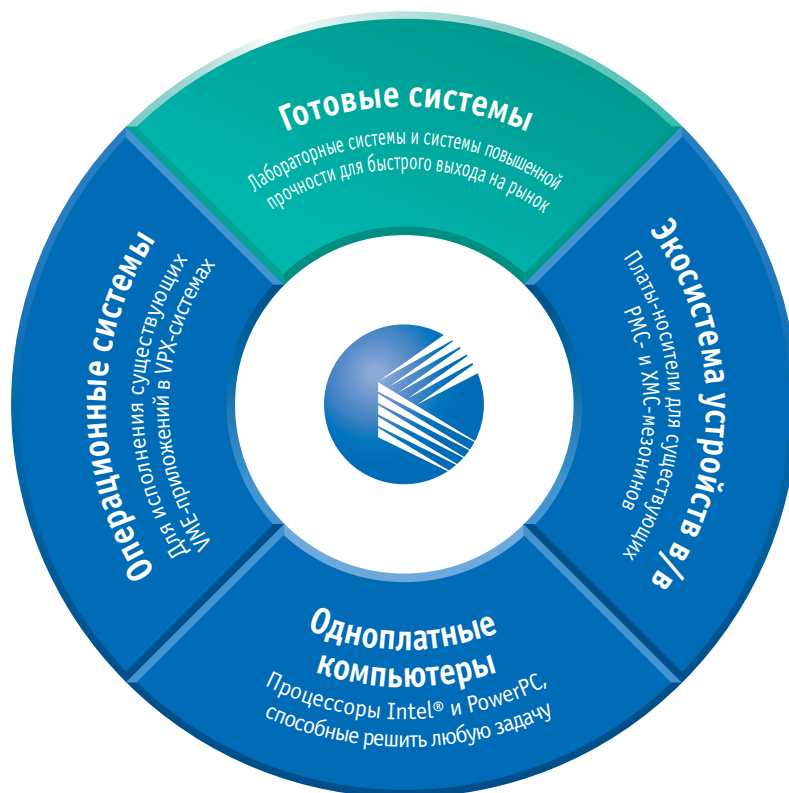 Готовые системы
Лабораторные системы и системы повышенной
прочности для быстрого выхода на рынок
Экосистема устройств в/в
Платы-носители для существующих
PMC- и XMC-мезонинов
Одноплатные
компьютеры
Процессоры Intel® и PowerPC,
способные решить любую задачу
Операционные системы
Для исполнения существующих
VME-приложений в VPX-системах